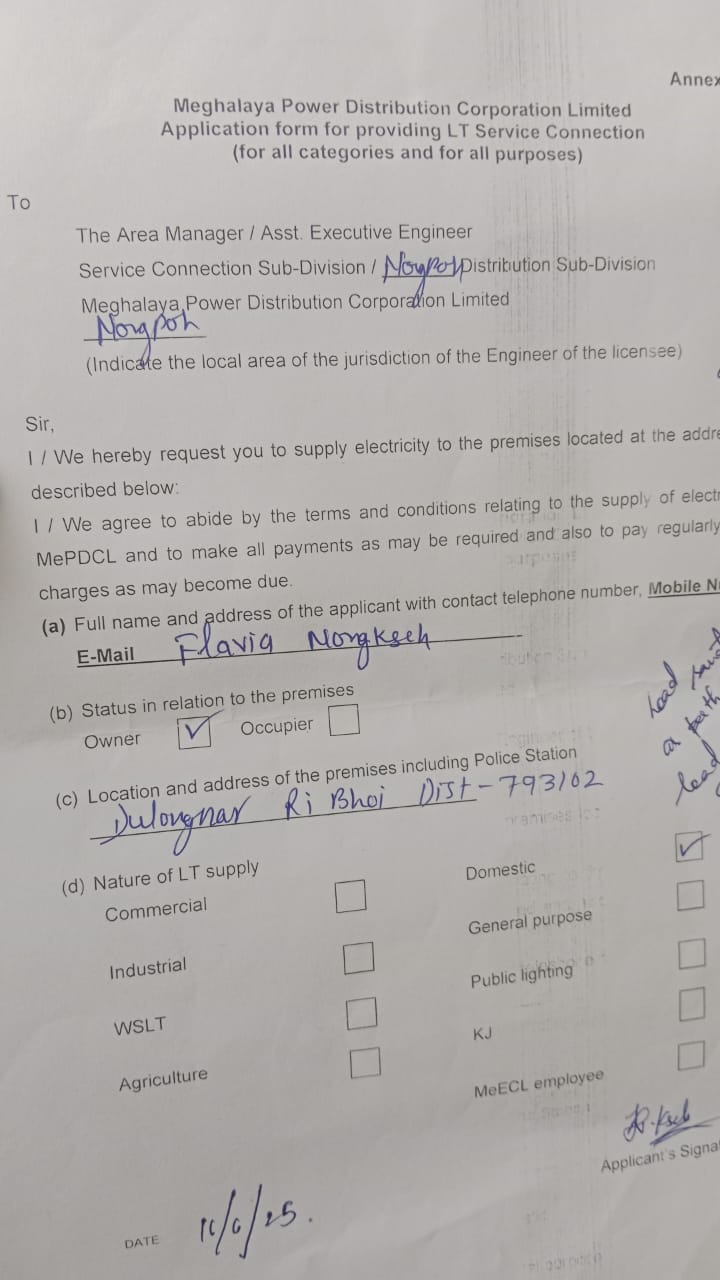 Annex
Meghalaya Power Distribution Corporation Limited
Application form for providing LT Service Connection
(for all categories and for all purposes)
To
The Area Manager / Asst. Executive Engineer
Service Connection Sub-Division / Nongpoh Distribution Sub-Division
Meghalaya Power Distribution Corporation Limited
Nongpoh
(Indicate the local area of the jurisdiction of the Engineer of the licensee)
Sir,
I / We hereby request you to supply electricity to the premises located at the addre
described below:
I / We agree to abide by the terms and conditions relating to the supply of electr
MePDCL and to make all payments as may be required and also to pay regularly
charges as may become due.
(a) Full name and address of the applicant with contact telephone number, Mobile N
E-Mail Flavia Nongkseh
(b) Status in relation to the premises
Owner ✓ Occupier
(c) Location and address of the premises including Police Station
Dulongnar Ri Bhoi Dist - 793102
(d) Nature of LT supply
Commercial Domestic ✓
Industrial General purpose
WSLT Public lighting
Agriculture KJ
MeECL employee
Applicant's Signa
DATE 11/6/25.